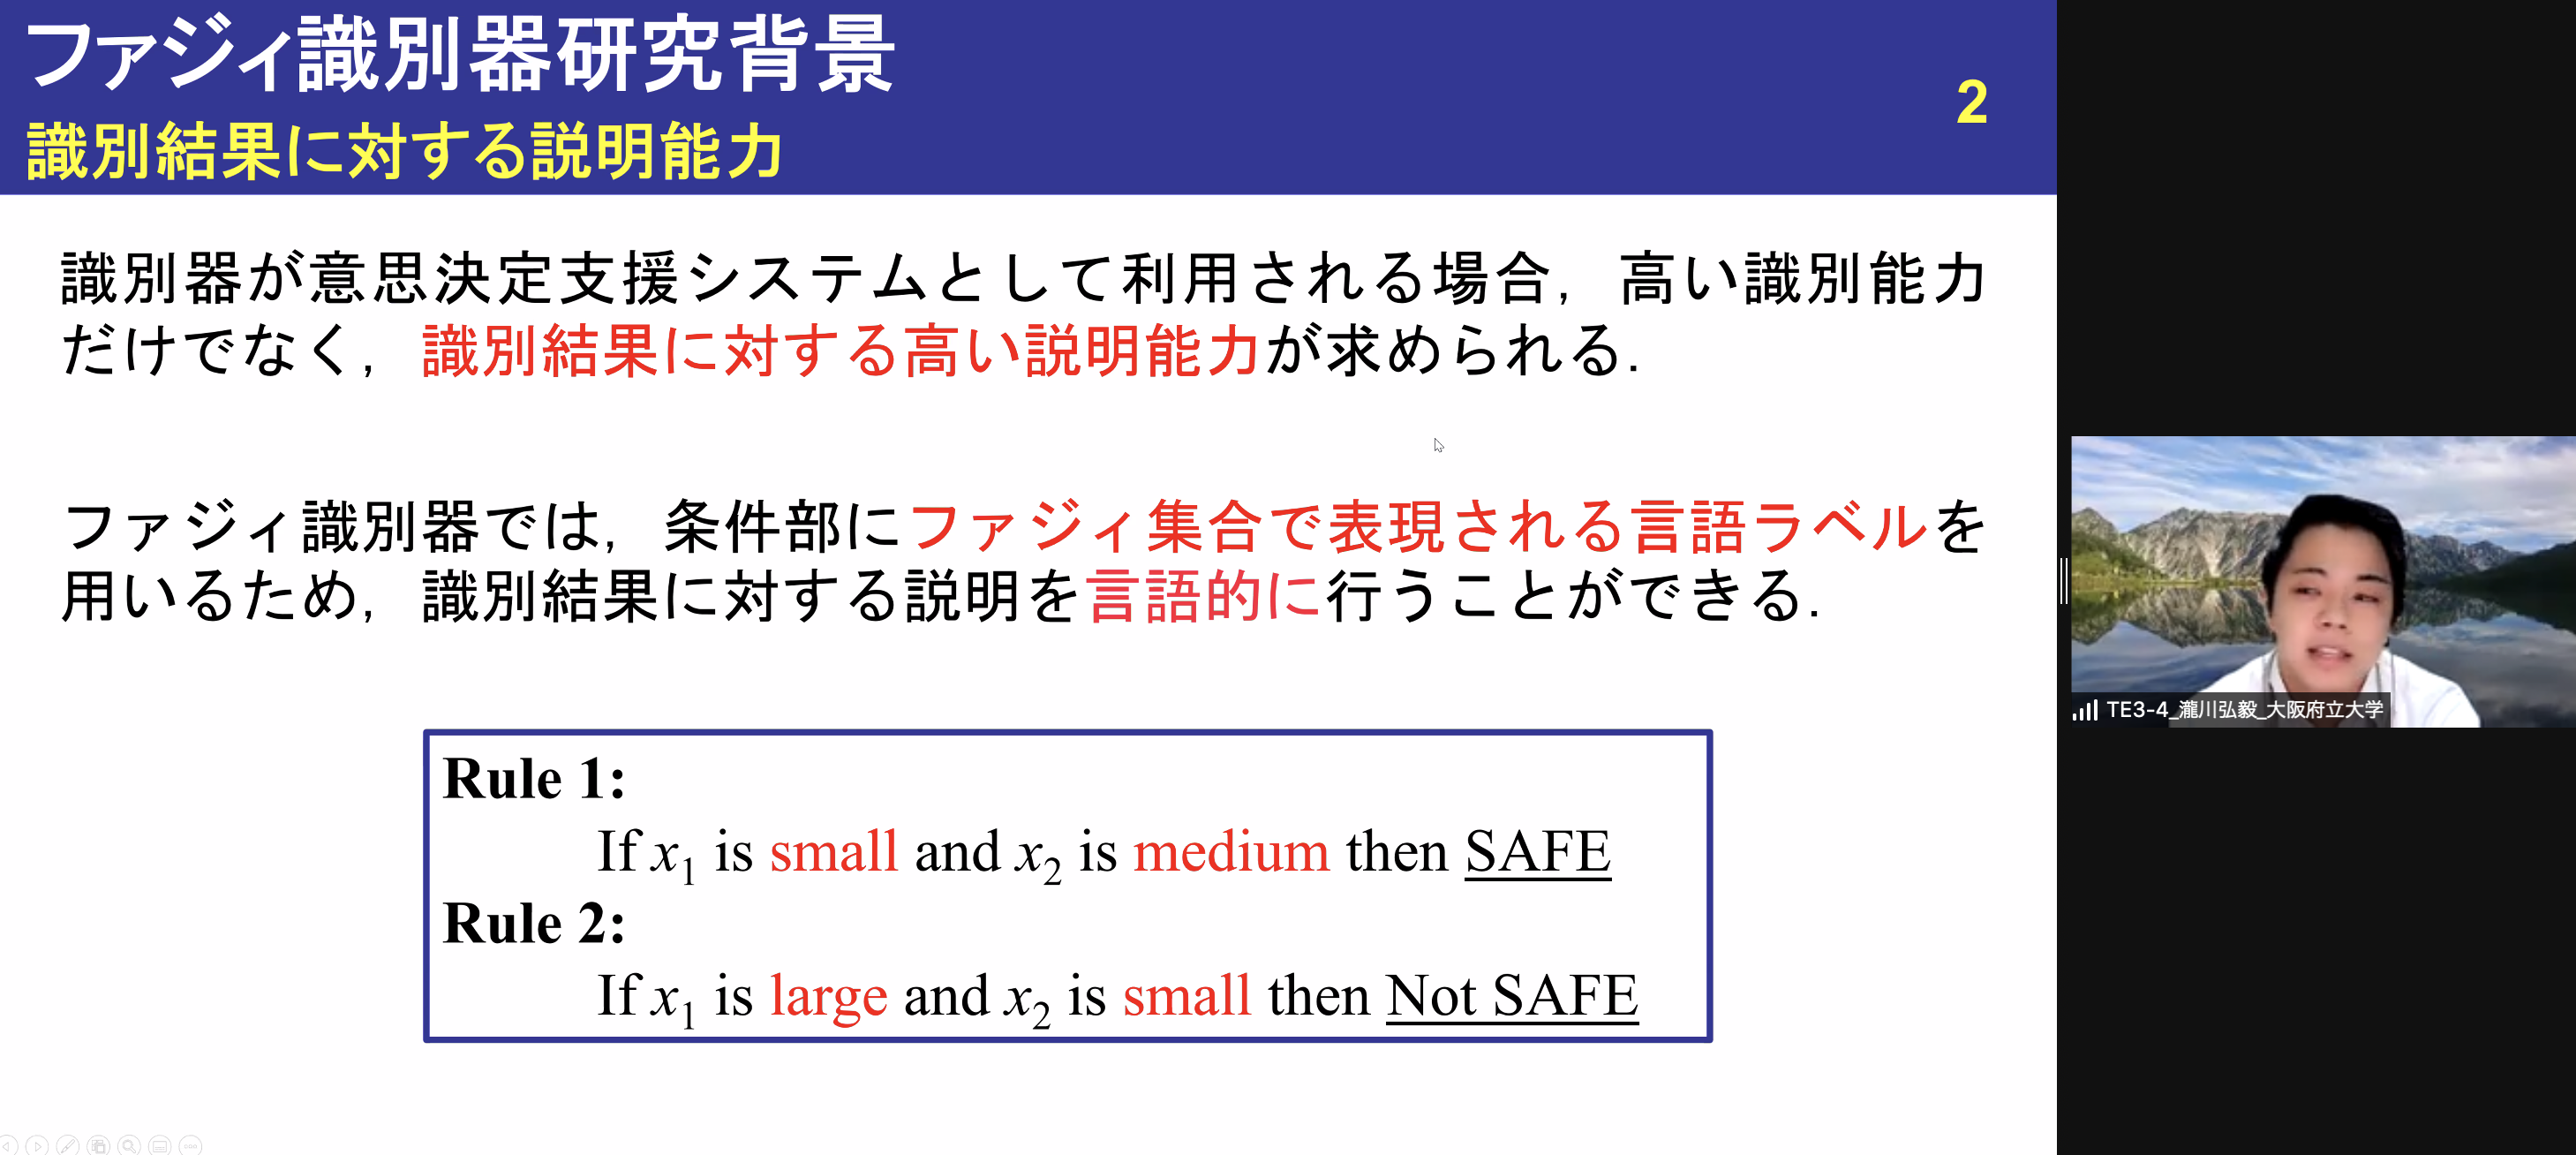 ファジィ識別器研究背景
識別結果に対する説明能力
2
識別器が意思決定支援システムとして利用される場合，高い識別能力
だけでなく，識別結果に対する高い説明能力が求められる．
ファジィ識別器では，条件部にファジィ集合で表現される言語ラベルを
用いるため，識別結果に対する説明を言語的に行うことができる．
Rule 1:
If x1 is small and x2 is medium then SAFE
Rule 2:
If x1 is large and x2 is small then Not SAFE
TE3-4_瀧川弘毅_大阪府立大学